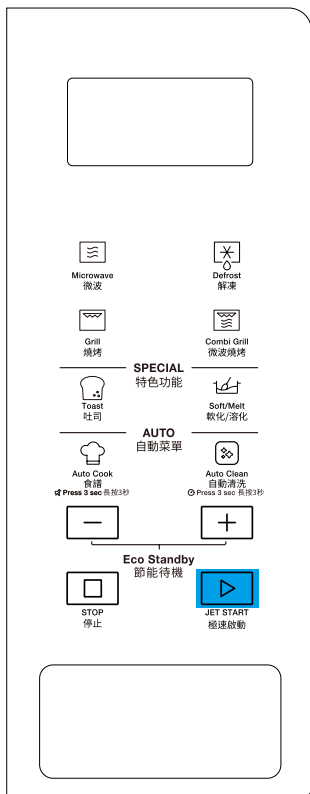 Microwave
微波
Defrost
解凍
Grill
燒烤
Combi Grill
微波燒烤
SPECIAL
特色功能
Toast
吐司
Soft/Melt
軟化/溶化
AUTO
自動菜單
Auto Cook
食譜
Press 3 sec 長按3秒
Auto Clean
自動清洗
Press 3 sec 長按3秒
Eco Standby
節能待機
STOP
停止
JET START
極速啟動